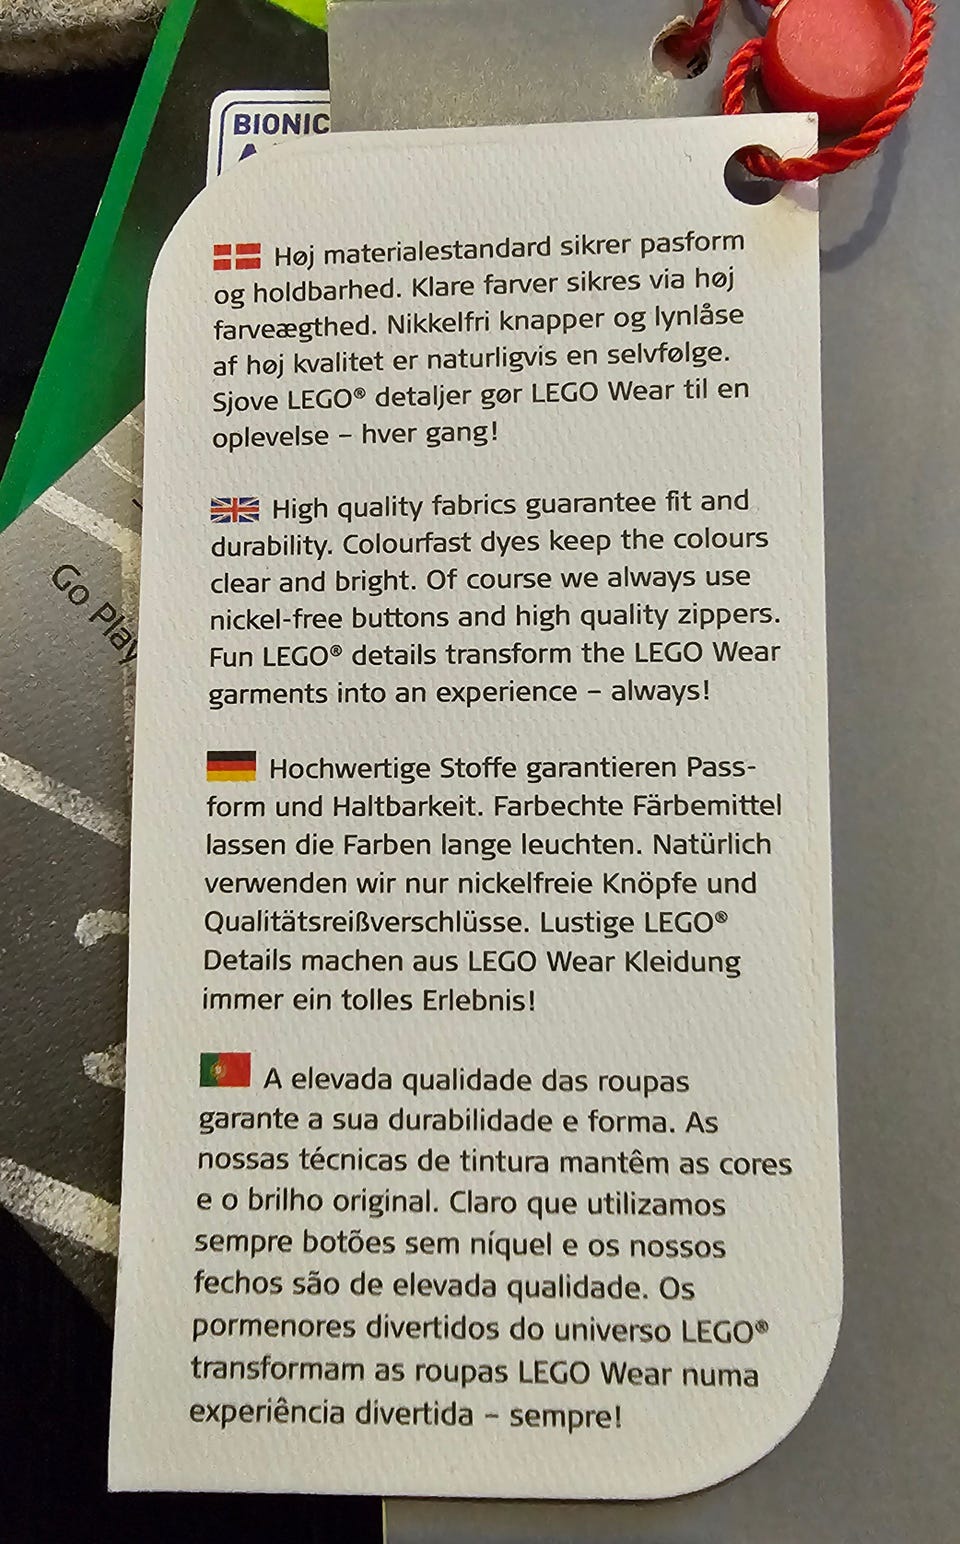 BIONIC
Høj materialestandard sikrer pasform
og holdbarhed. Klare farver sikres via høj
farveægthed. Nikkelfri knapper og lynlåse
af høj kvalitet er naturligvis en selvfølge.
Sjove LEGO® detaljer gør LEGO Wear til en
oplevelse – hver gang!
High quality fabrics guarantee fit and
durability. Colourfast dyes keep the colours
clear and bright. Of course we always use
nickel-free buttons and high quality zippers.
Fun LEGO® details transform the LEGO Wear
garments into an experience – always!
Go Play
Hochwertige Stoffe garantieren Pass-
form und Haltbarkeit. Farbechte Färbemittel
lassen die Farben lange leuchten. Natürlich
verwenden wir nur nickelfreie Knöpfe und
Qualitätsreißverschlüsse. Lustige LEGO®
Details machen aus LEGO Wear Kleidung
immer ein tolles Erlebnis!
A elevada qualidade das roupas
garante a sua durabilidade e forma. As
nossas técnicas de tintura mantêm as cores
e o brilho original. Claro que utilizamos
sempre botões sem níquel e os nossos
fechos são de elevada qualidade. Os
pormenores divertidos do universo LEGO®
transformam as roupas LEGO Wear numa
experiência divertida – sempre!